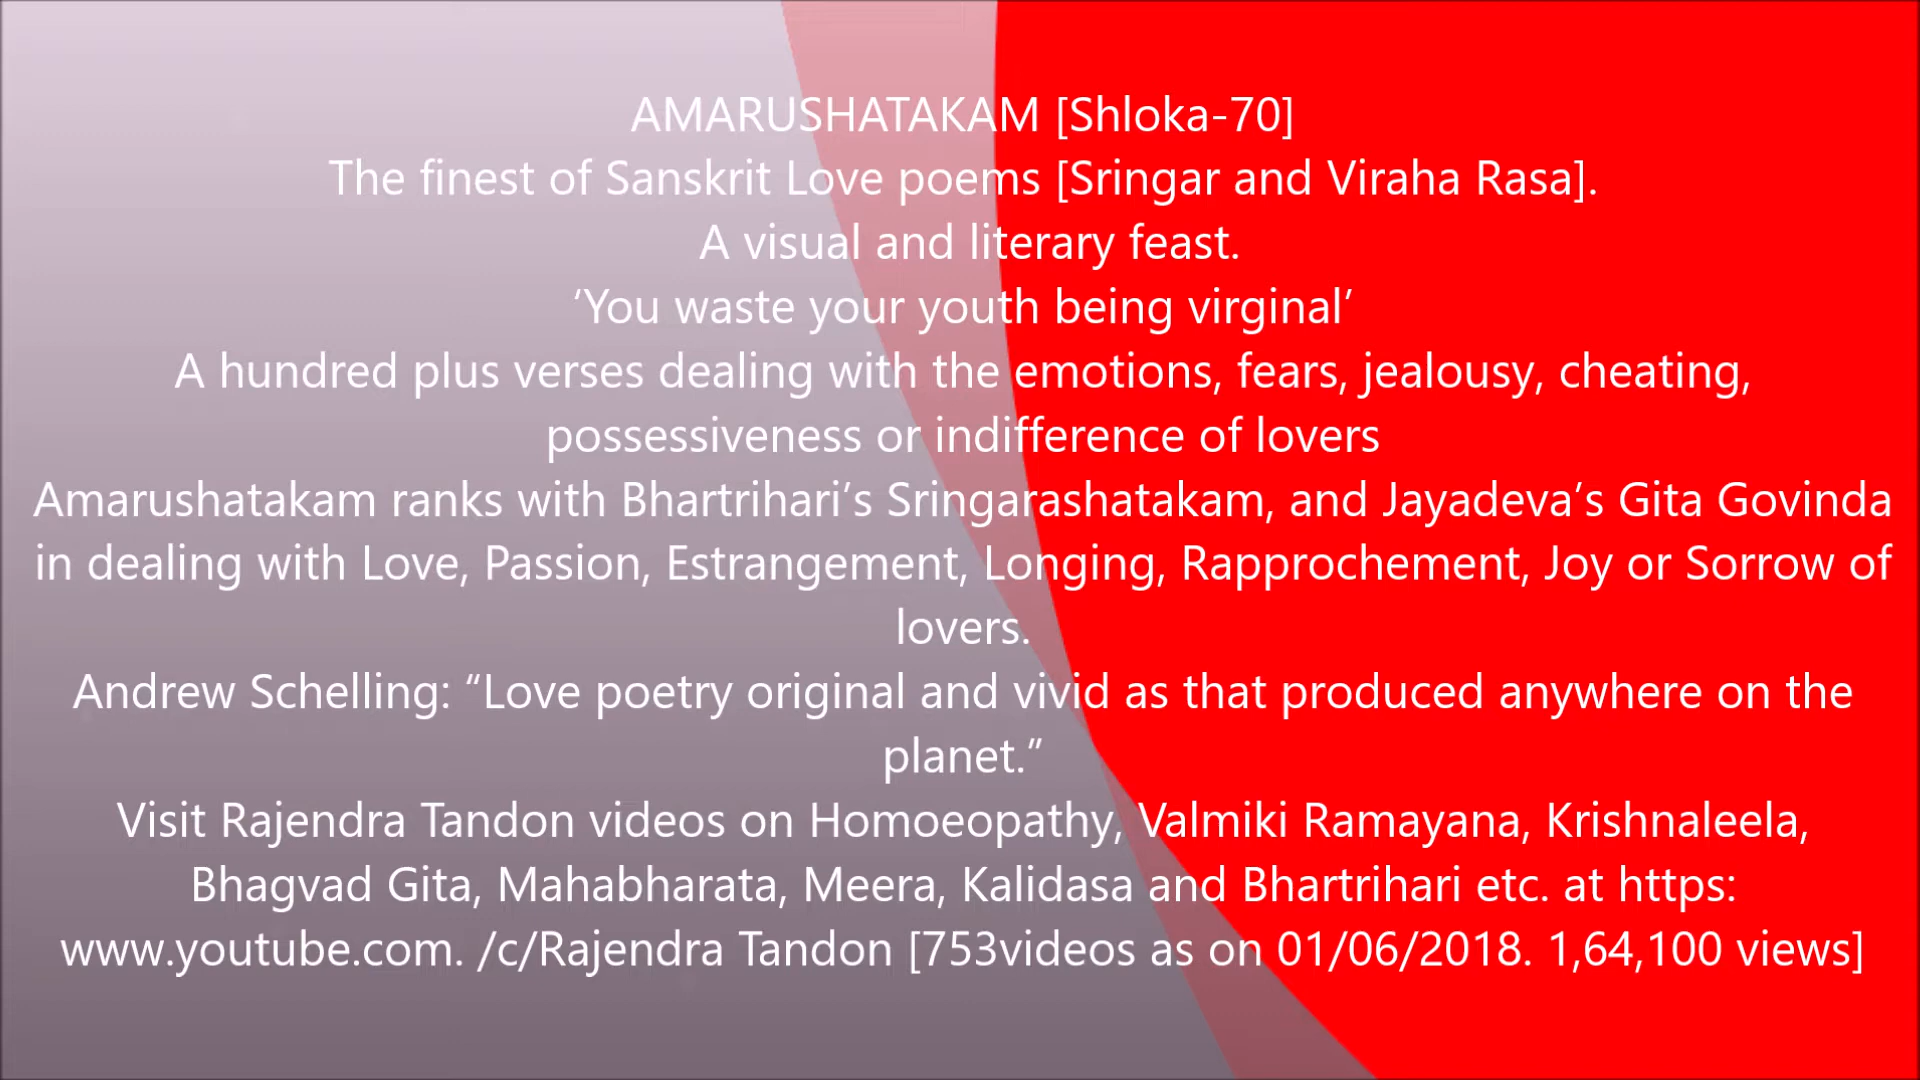 AMARUSHATAKAM [Shloka-70]
The finest of Sanskrit Love poems [Sringar and Viraha Rasa].
A visual and literary feast.
‘You waste your youth being virginal’
A hundred plus verses dealing with the emotions, fears, jealousy, cheating,
possessiveness or indifference of lovers
Amarushatakam ranks with Bhartrihari’s Sringarashatakam, and Jayadeva’s Gita Govinda
in dealing with Love, Passion, Estrangement, Longing, Rapprochement, Joy or Sorrow of
lovers.
Andrew Schelling: “Love poetry original and vivid as that produced anywhere on the
planet.”
Visit Rajendra Tandon videos on Homoeopathy, Valmiki Ramayana, Krishnaleela,
Bhagvad Gita, Mahabharata, Meera, Kalidasa and Bhartrihari etc. at https:
www.youtube.com. /c/Rajendra Tandon [753videos as on 01/06/2018. 1,64,100 views]